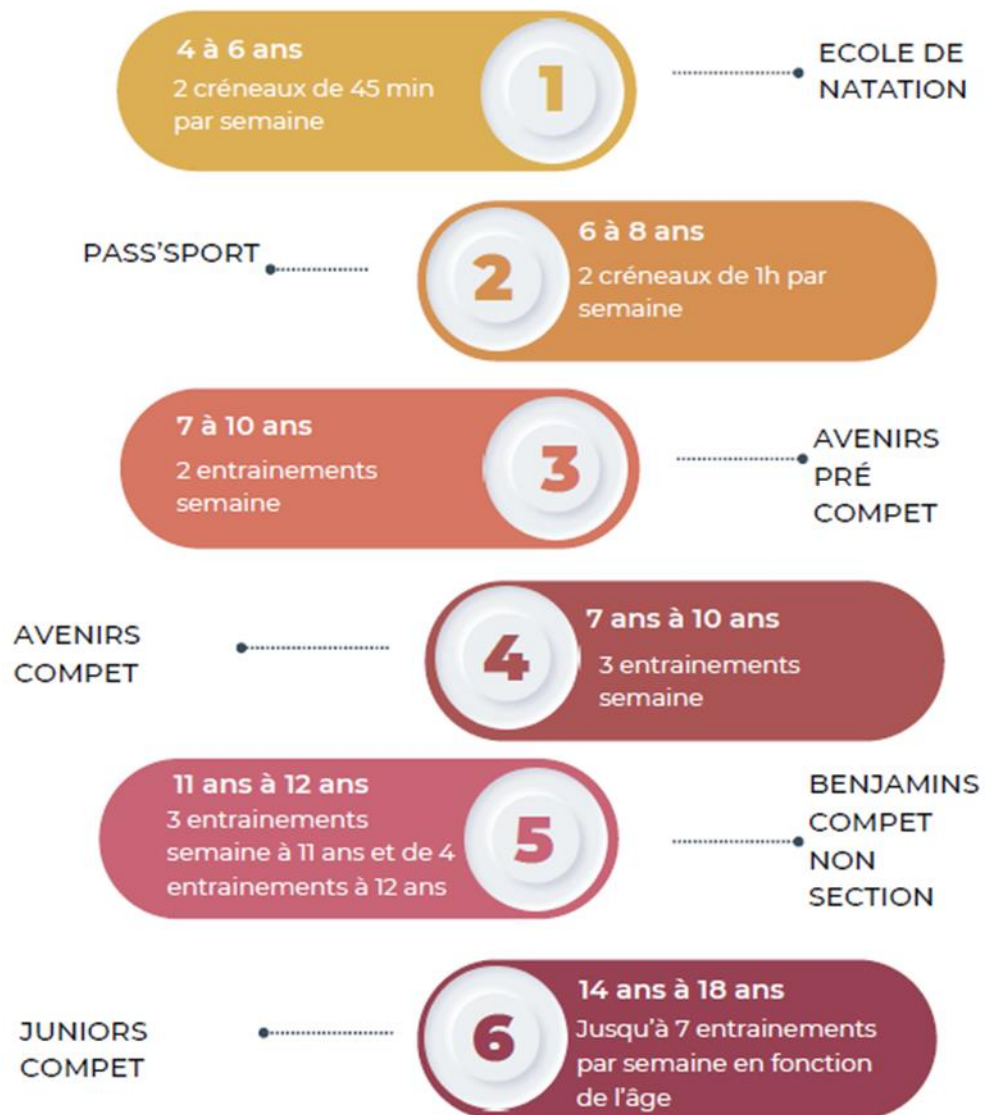 4 à 6 ans
2 créneaux de 45 min
par semaine
1
ECOLE DE
NATATION
PASS'SPORT
2
6 à 8 ans
2 créneaux de 1h par
semaine
7 à 10 ans
2 entrainements
semaine
3
AVENIRS
PRÉ
COMPET
AVENIRS
COMPET
4
7 ans à 10 ans
3 entrainements
semaine
11 ans à 12 ans
3 entrainements
semaine à 11 ans et de 4
entrainements à 12 ans
5
BENJAMINS
COMPET
NON
SECTION
JUNIORS
COMPET
6
14 ans à 18 ans
Jusqu'à 7 entrainements
par semaine en fonction
de l'âge